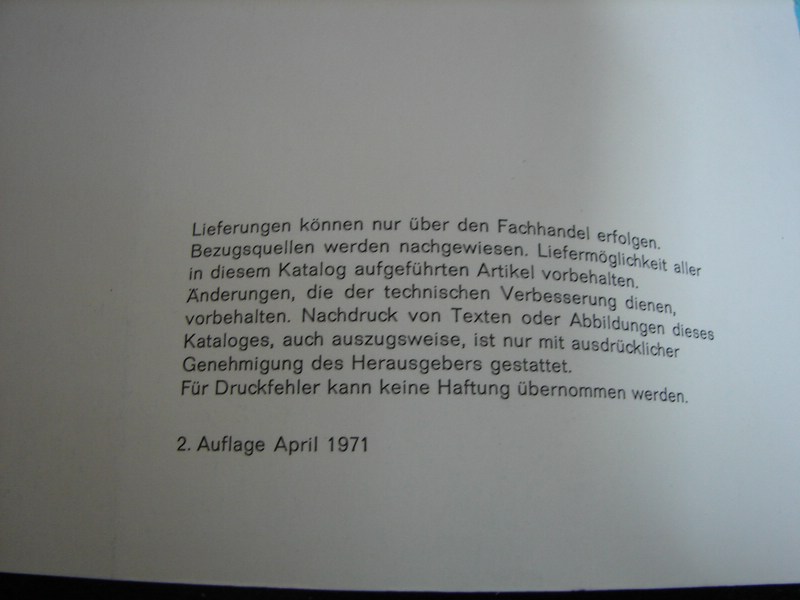 Lieferungen können nur über den Fachhandel erfolgen.
Bezugsquellen werden nachgewiesen. Liefermöglichkeit aller
in diesem Katalog aufgeführten Artikel vorbehalten.
Änderungen, die der technischen Verbesserung dienen,
vorbehalten. Nachdruck von Texten oder Abbildungen dieses
Kataloges, auch auszugsweise, ist nur mit ausdrücklicher
Genehmigung des Herausgebers gestattet.
Für Druckfehler kann keine Haftung übernommen werden.
2. Auflage April 1971